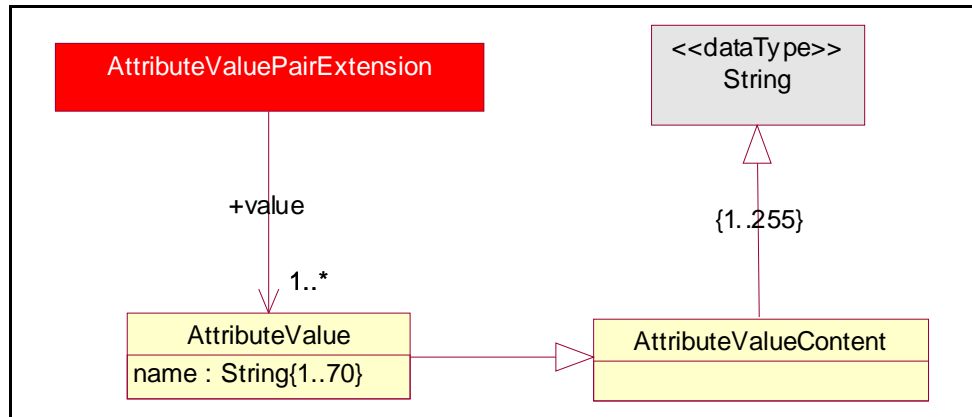 AttributeValuePairExtension
<<dataType>>
String
+value
{1..255}
1..*
AttributeValue
name : String{1..70}
AttributeValueContent